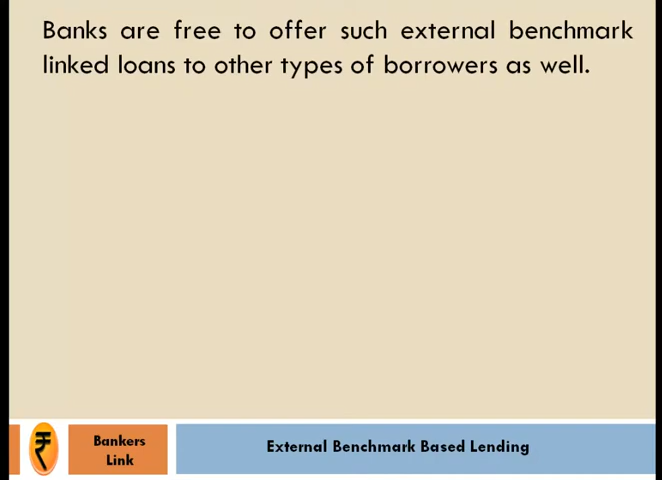 Banks are free to offer such external benchmark
linked loans to other types of borrowers as well.
₹
Bankers
Link
External Benchmark Based Lending